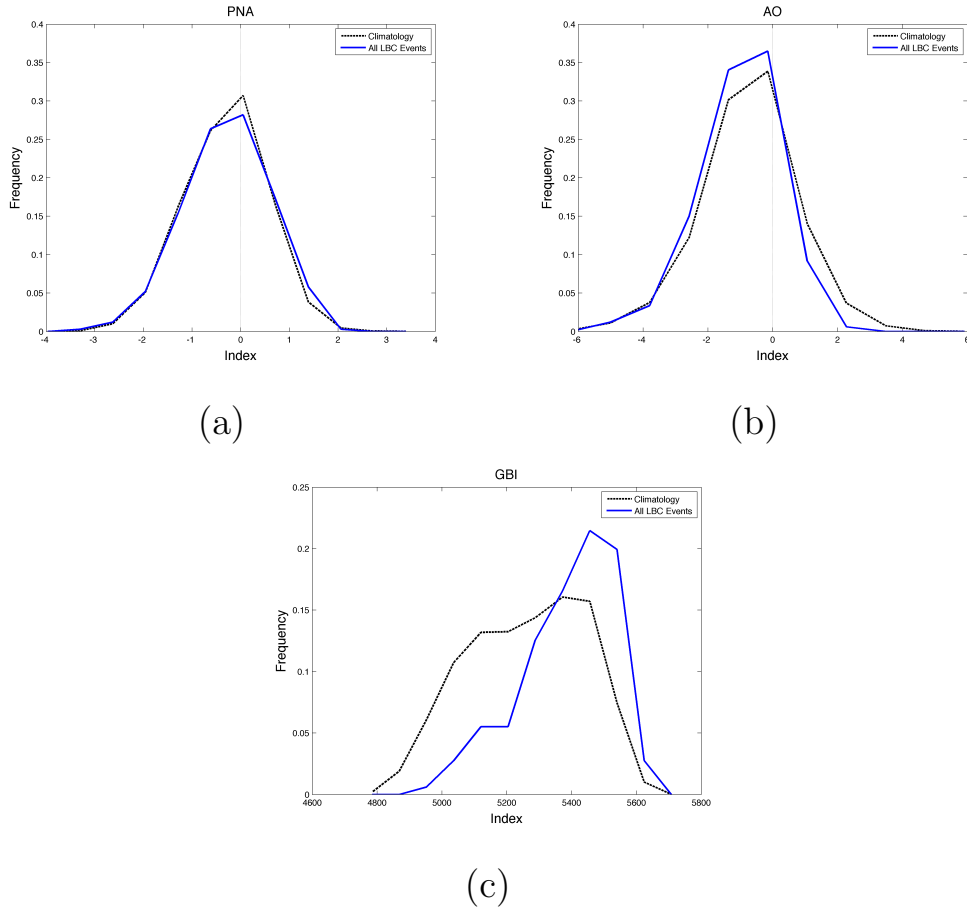 PNA
0.4
0.35
0.3
0.25
0.2
0.15
0.1
0.05
0
Frequency
Climatology
All LBC Events
-4 -3 -2 -1 0 1 2 3 4
Index
(a)
AO
0.4
0.35
0.3
0.25
0.2
0.15
0.1
0.05
0
Frequency
Climatology
All LBC Events
-6 -4 -2 0 2 4 6
Index
(b)
GBI
0.25
0.2
0.15
0.1
0.05
0
Frequency
Climatology
All LBC Events
4600 4800 5000 5200 5400 5600 5800
Index
(c)